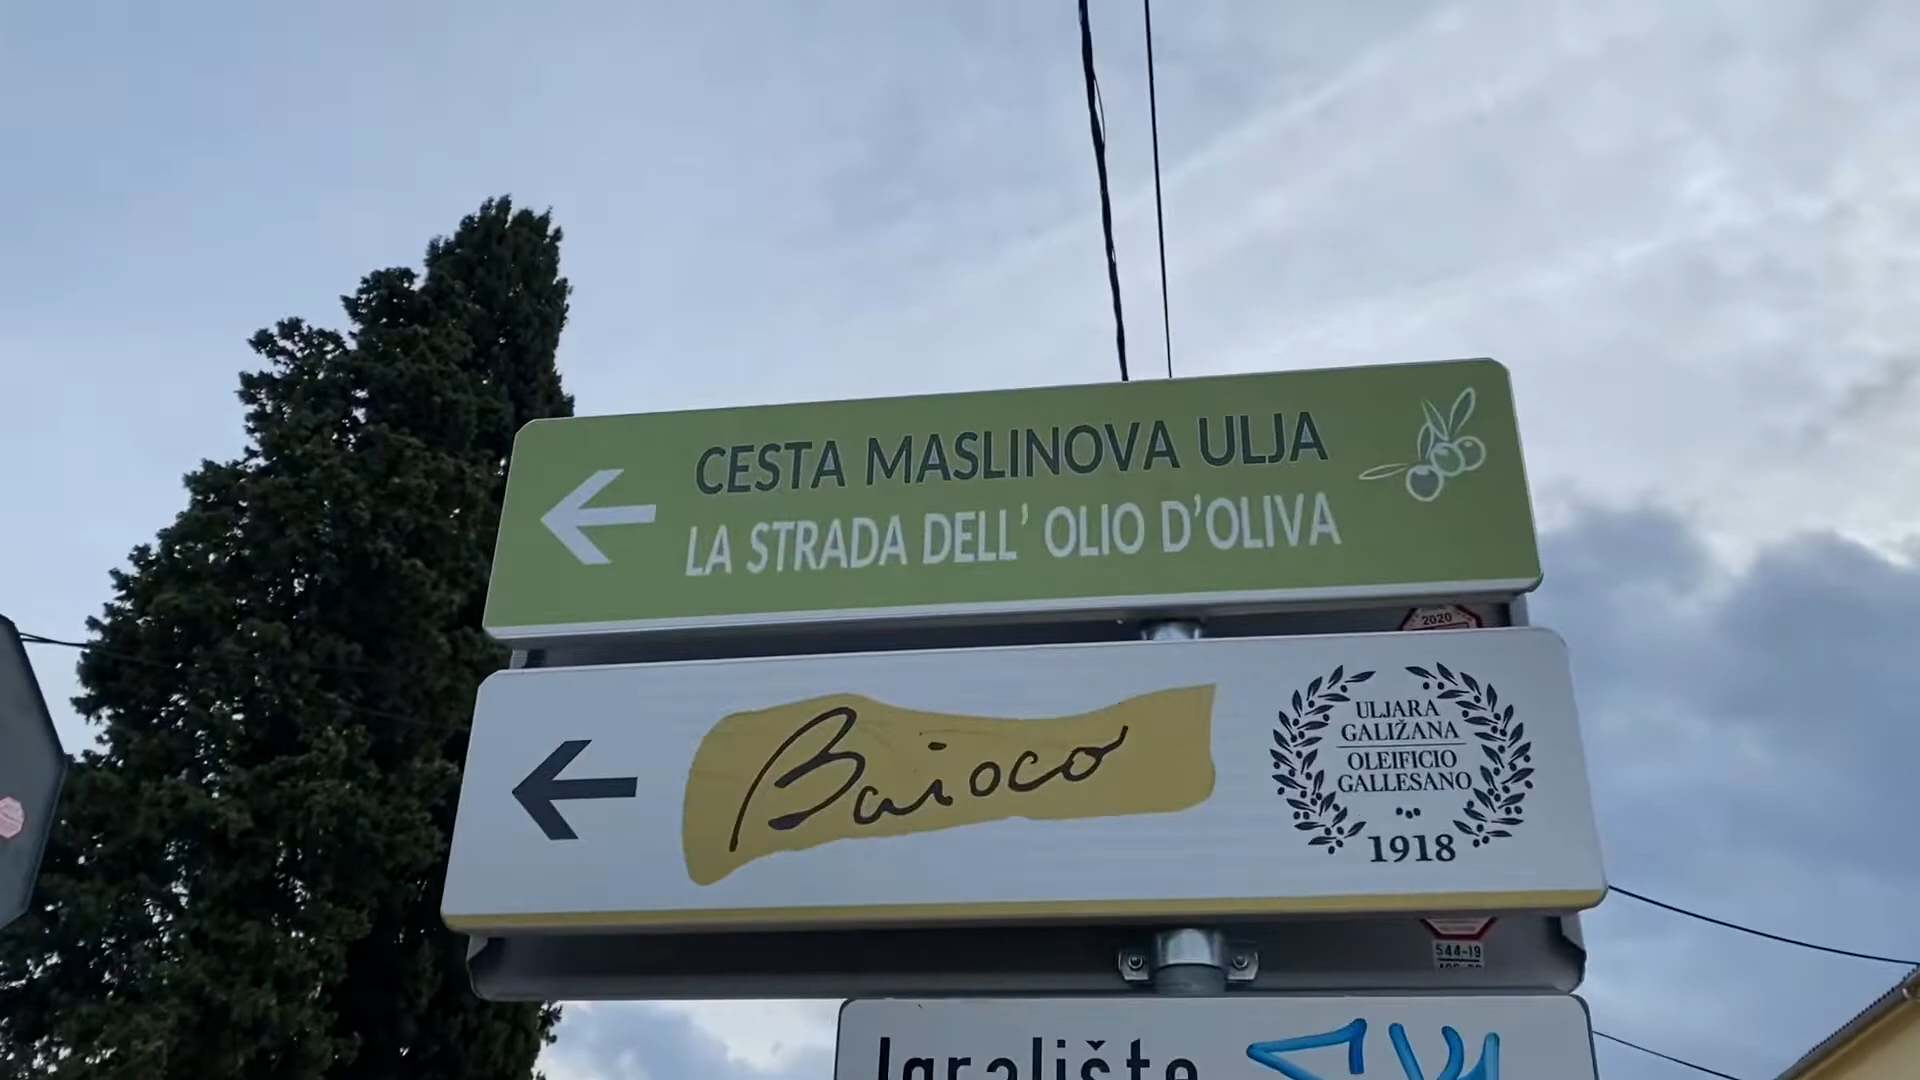 CESTA MASLINOVA ULJA
LA STRADA DELL' OLIO D'OLIVA
2020
Baioco
ULJARA
GALIŽANA
OLEIFICIO
GALLESANO
1918
544-19
Igralište